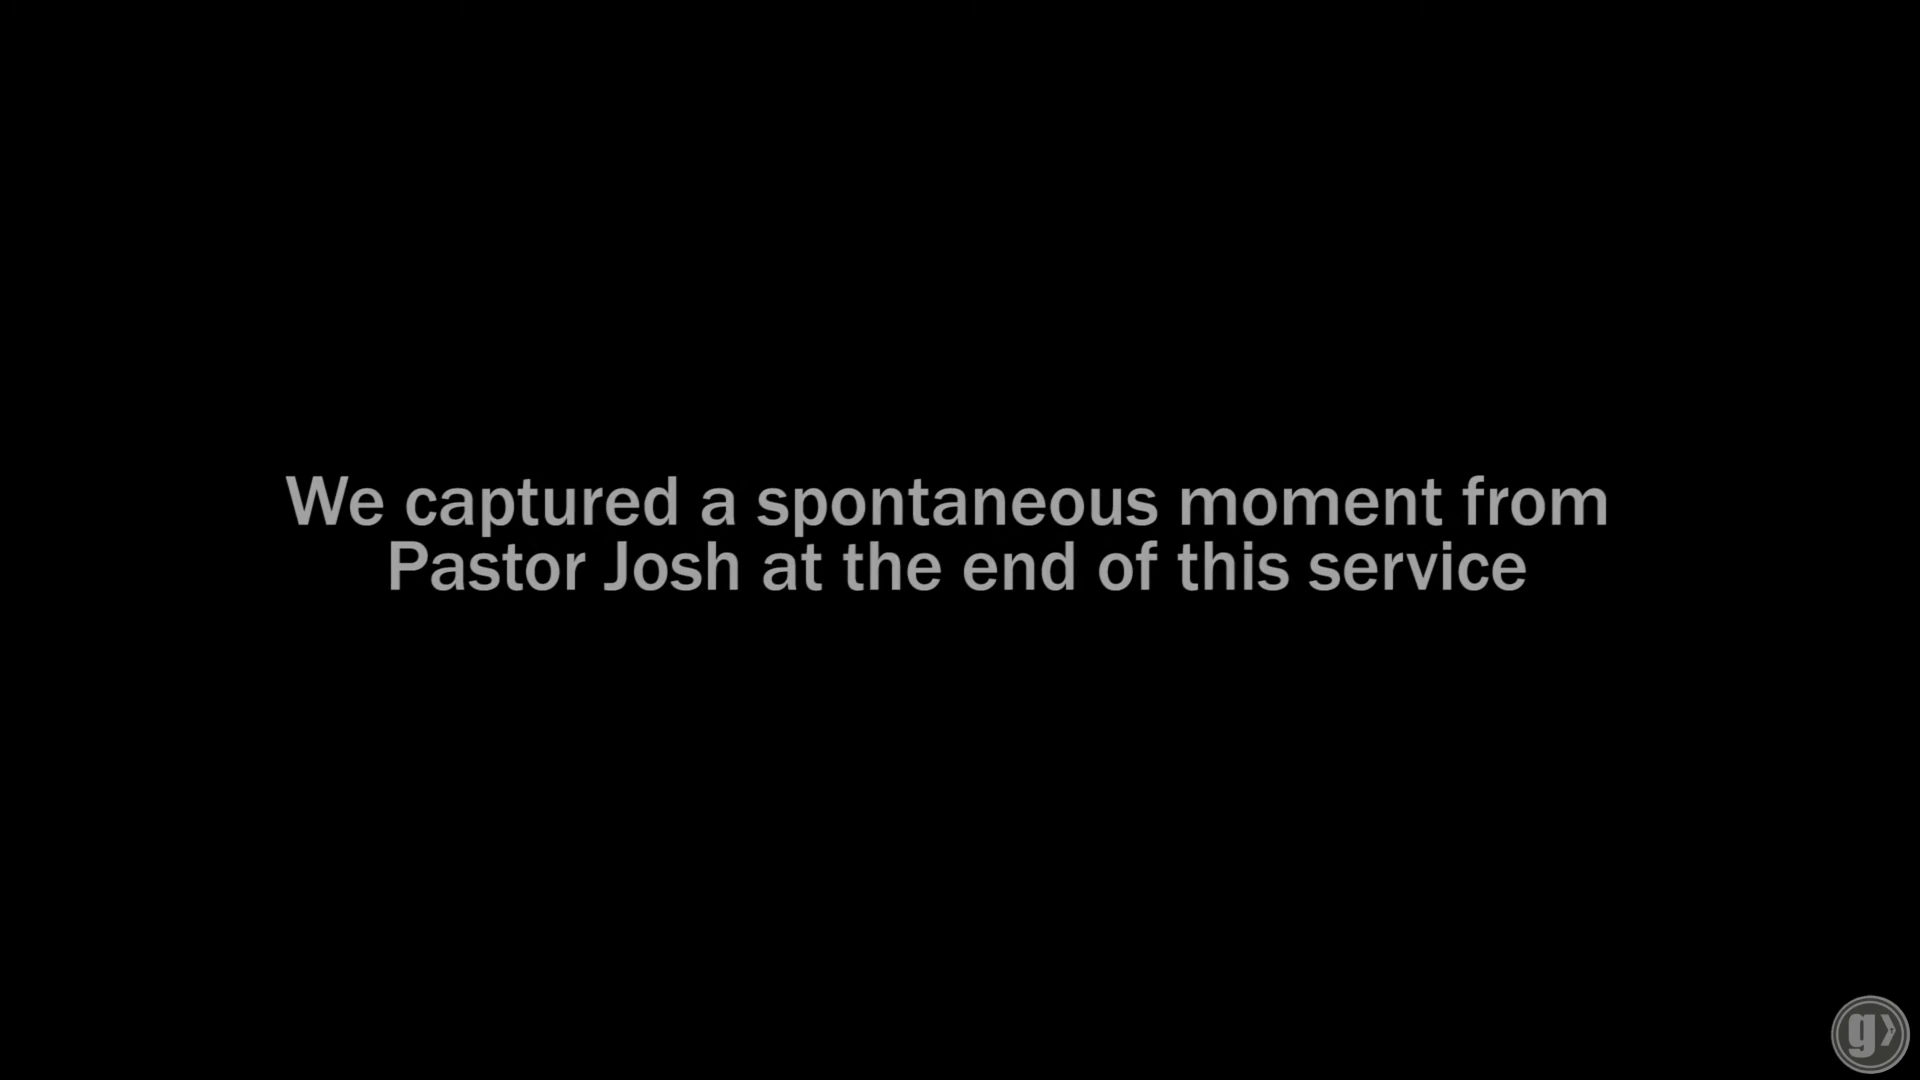 We captured a spontaneous moment from
Pastor Josh at the end of this service
g